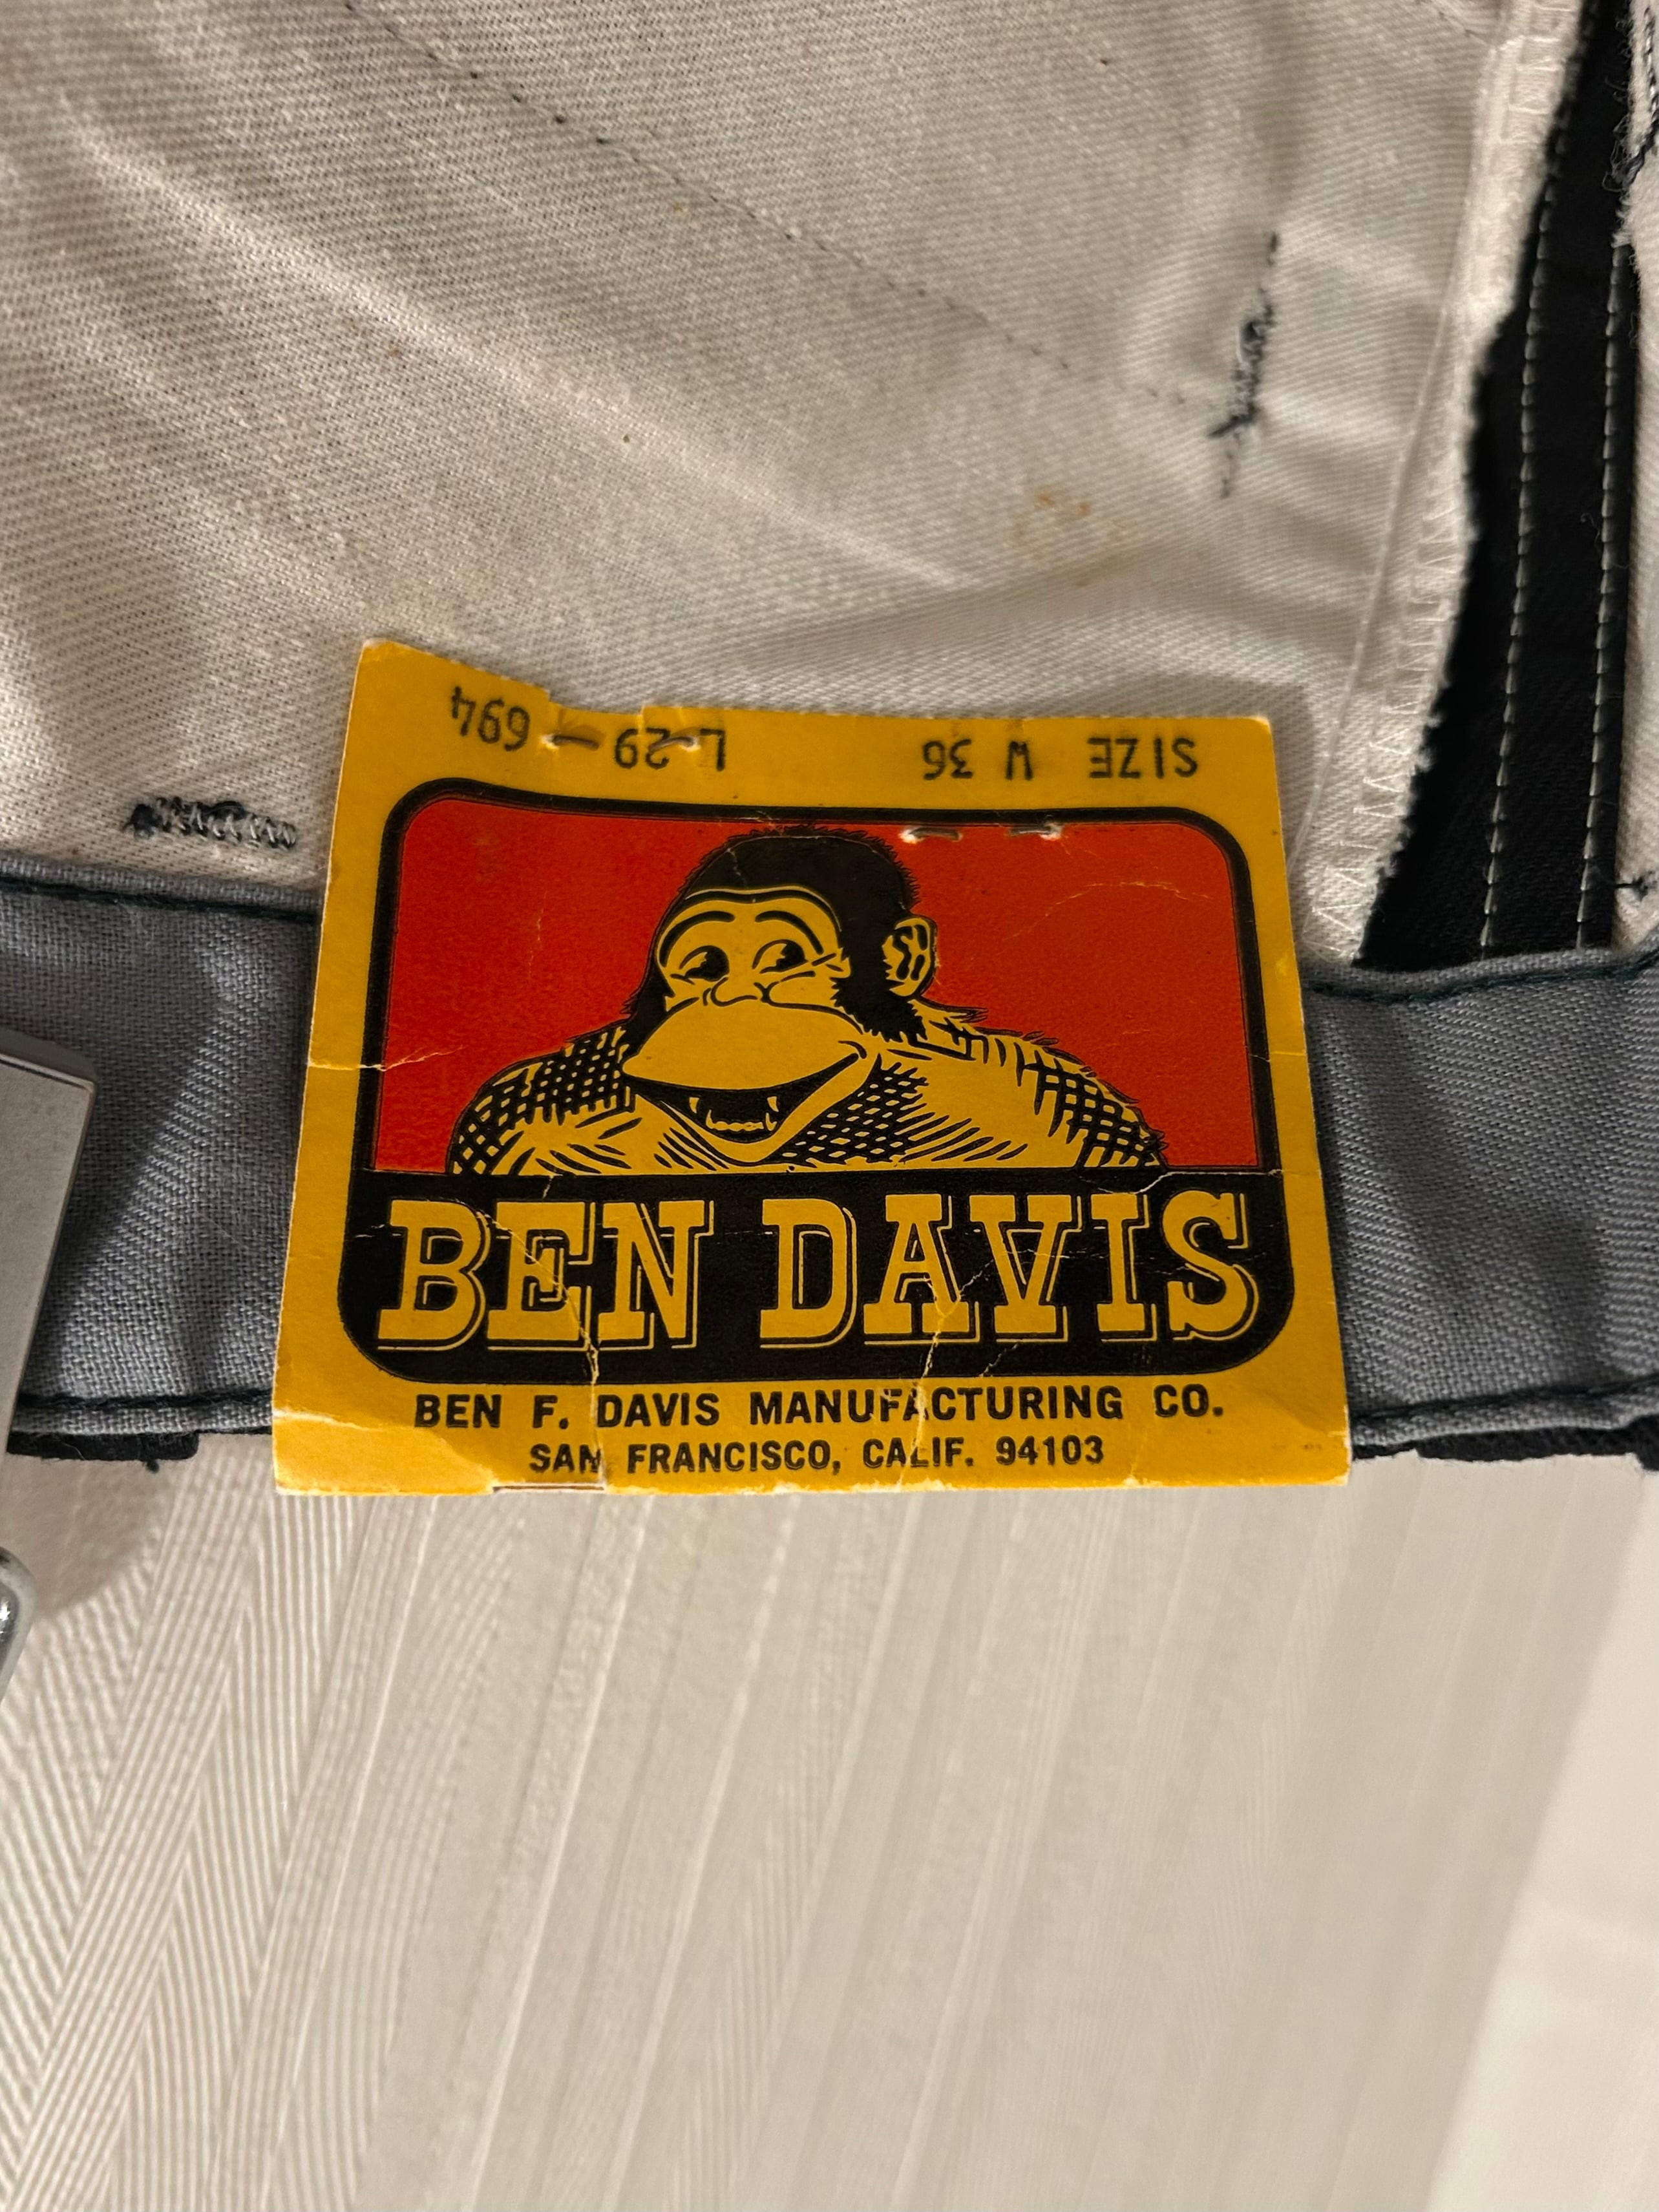 SIZE W 36 L-29-694
BEN DAVIS
BEN F. DAVIS MANUFACTURING CO.
SAN FRANCISCO, CALIF. 94103